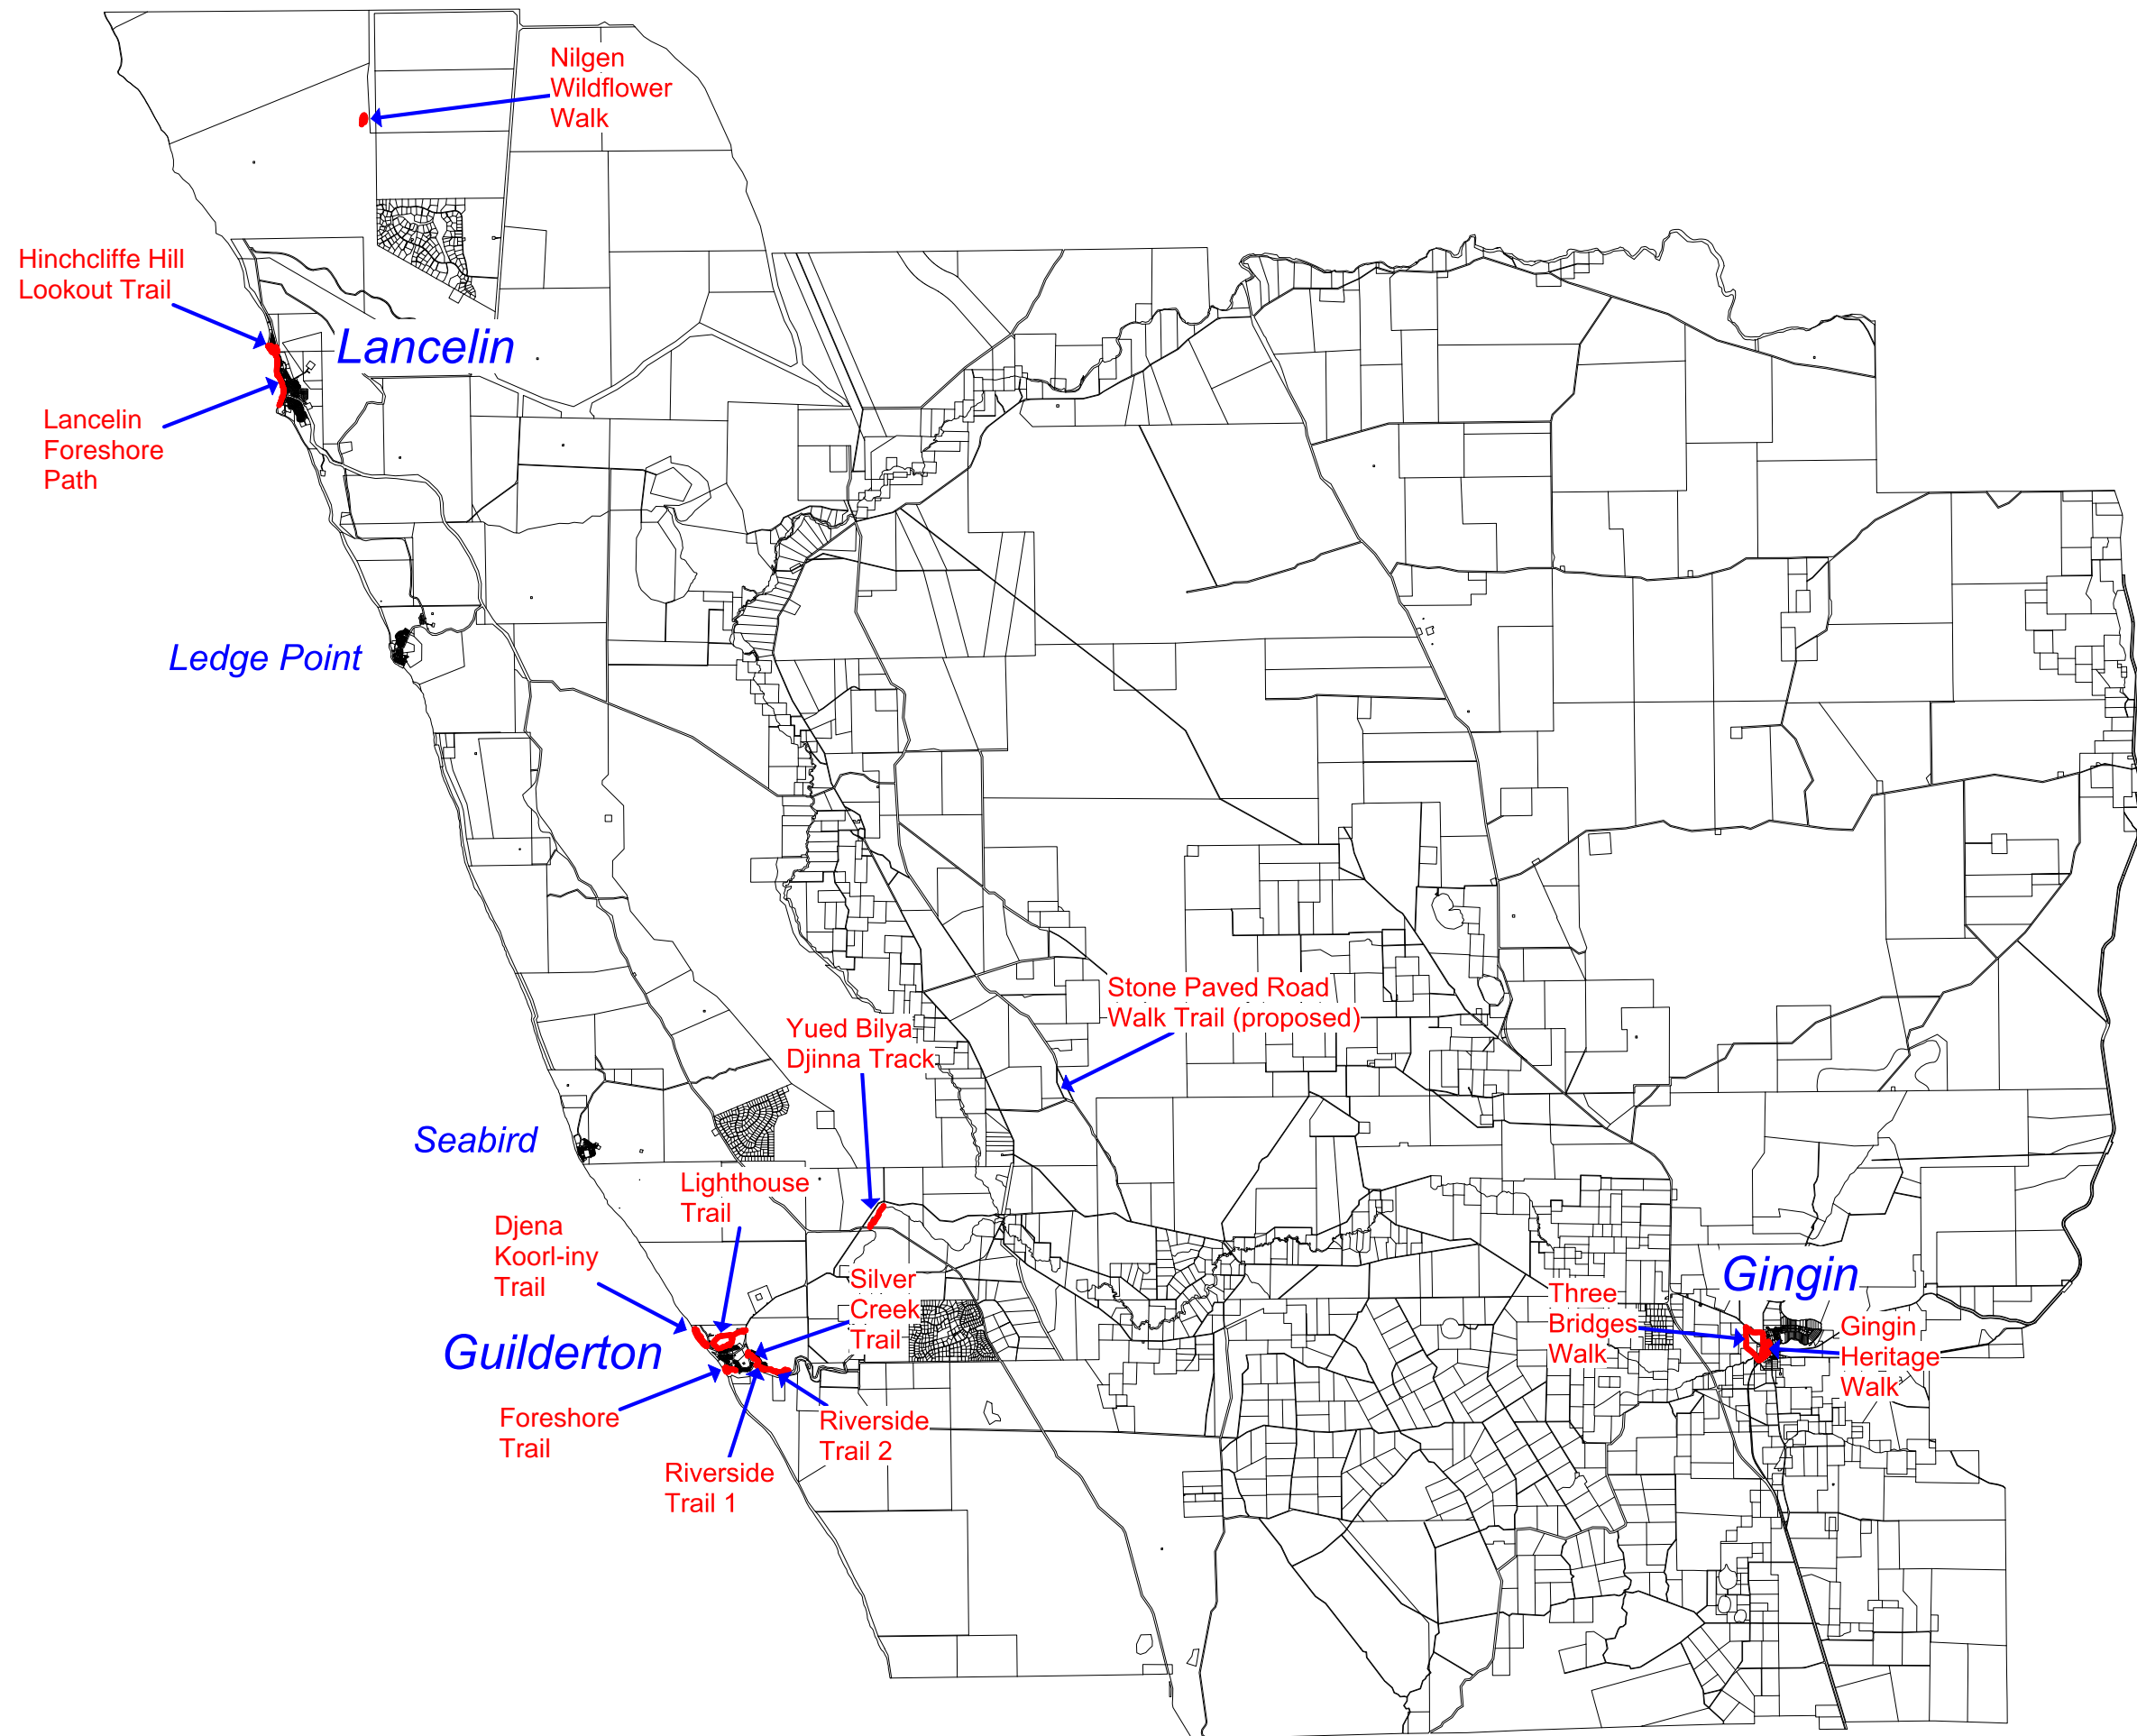 Nilgen
Wildflower
Walk
Hinchcliffe Hill
Lookout Trail
Lancelin
Lancelin
Foreshore
Path
Ledge Point
Stone Paved Road
Walk Trail (proposed)
Yued Bilya
Djinna Track
Seabird
Lighthouse
Trail
Djena
Koorl-iny
Trail
Silver
Creek
Trail
Guilderton
Foreshore
Trail
Riverside
Trail 2
Riverside
Trail 1
Gingin
Three
Bridges
Walk
Gingin
Heritage
Walk